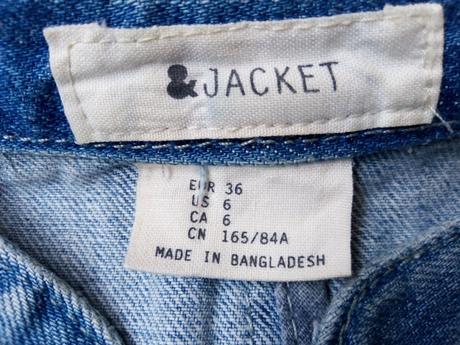 &JACKET
EUR 36
US 6
CA 6
CN 165/84A
MADE IN BANGLADESH